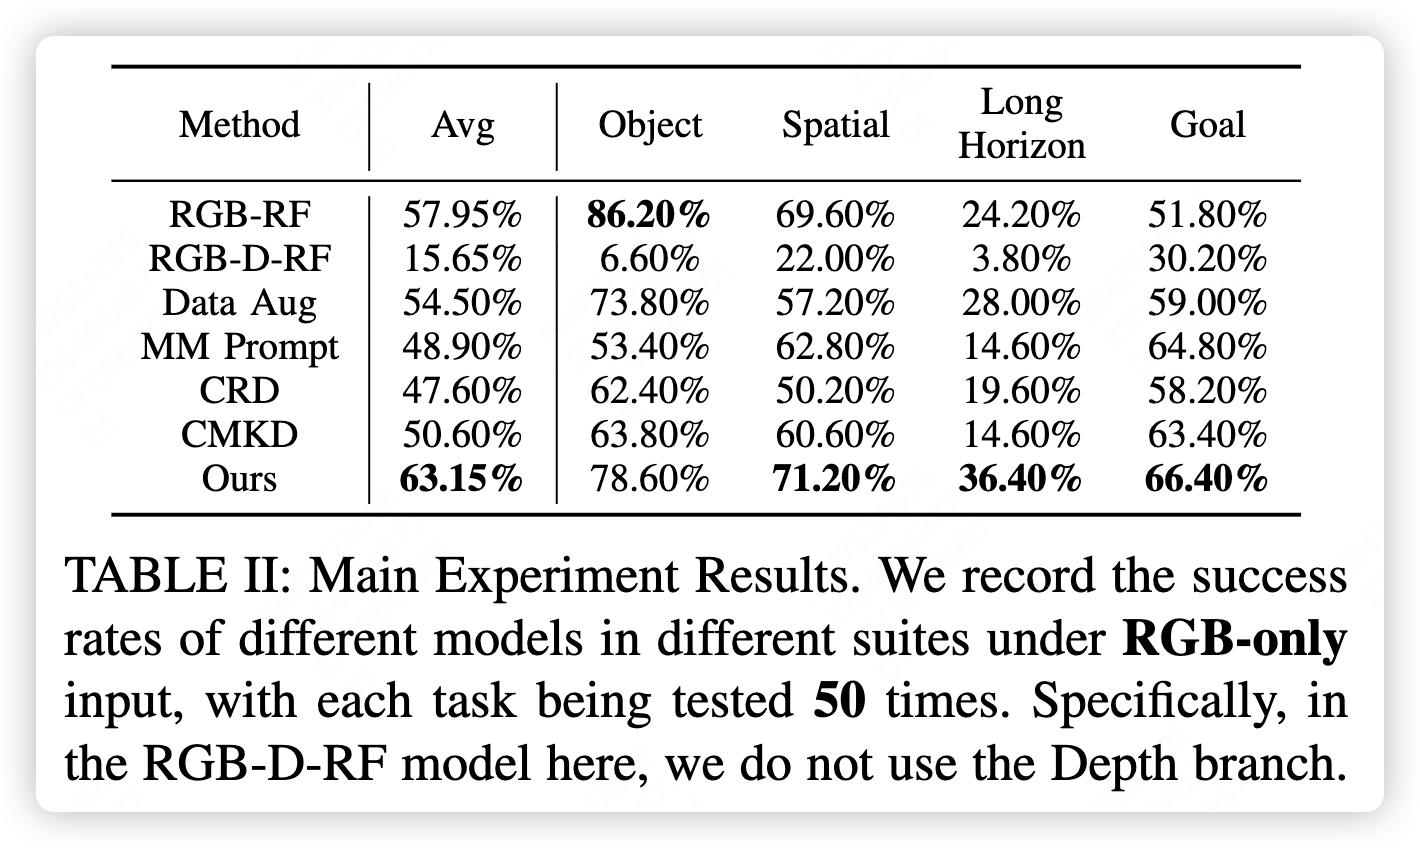 Method Avg Object Spatial Long Horizon Goal
RGB-RF 57.95% 86.20% 69.60% 24.20% 51.80%
RGB-D-RF 15.65% 6.60% 22.00% 3.80% 30.20%
Data Aug 54.50% 73.80% 57.20% 28.00% 59.00%
MM Prompt 48.90% 53.40% 62.80% 14.60% 64.80%
CRD 47.60% 62.40% 50.20% 19.60% 58.20%
CMKD 50.60% 63.80% 60.60% 14.60% 63.40%
Ours 63.15% 78.60% 71.20% 36.40% 66.40%
TABLE II: Main Experiment Results. We record the success
rates of different models in different suites under RGB-only
input, with each task being tested 50 times. Specifically, in
the RGB-D-RF model here, we do not use the Depth branch.